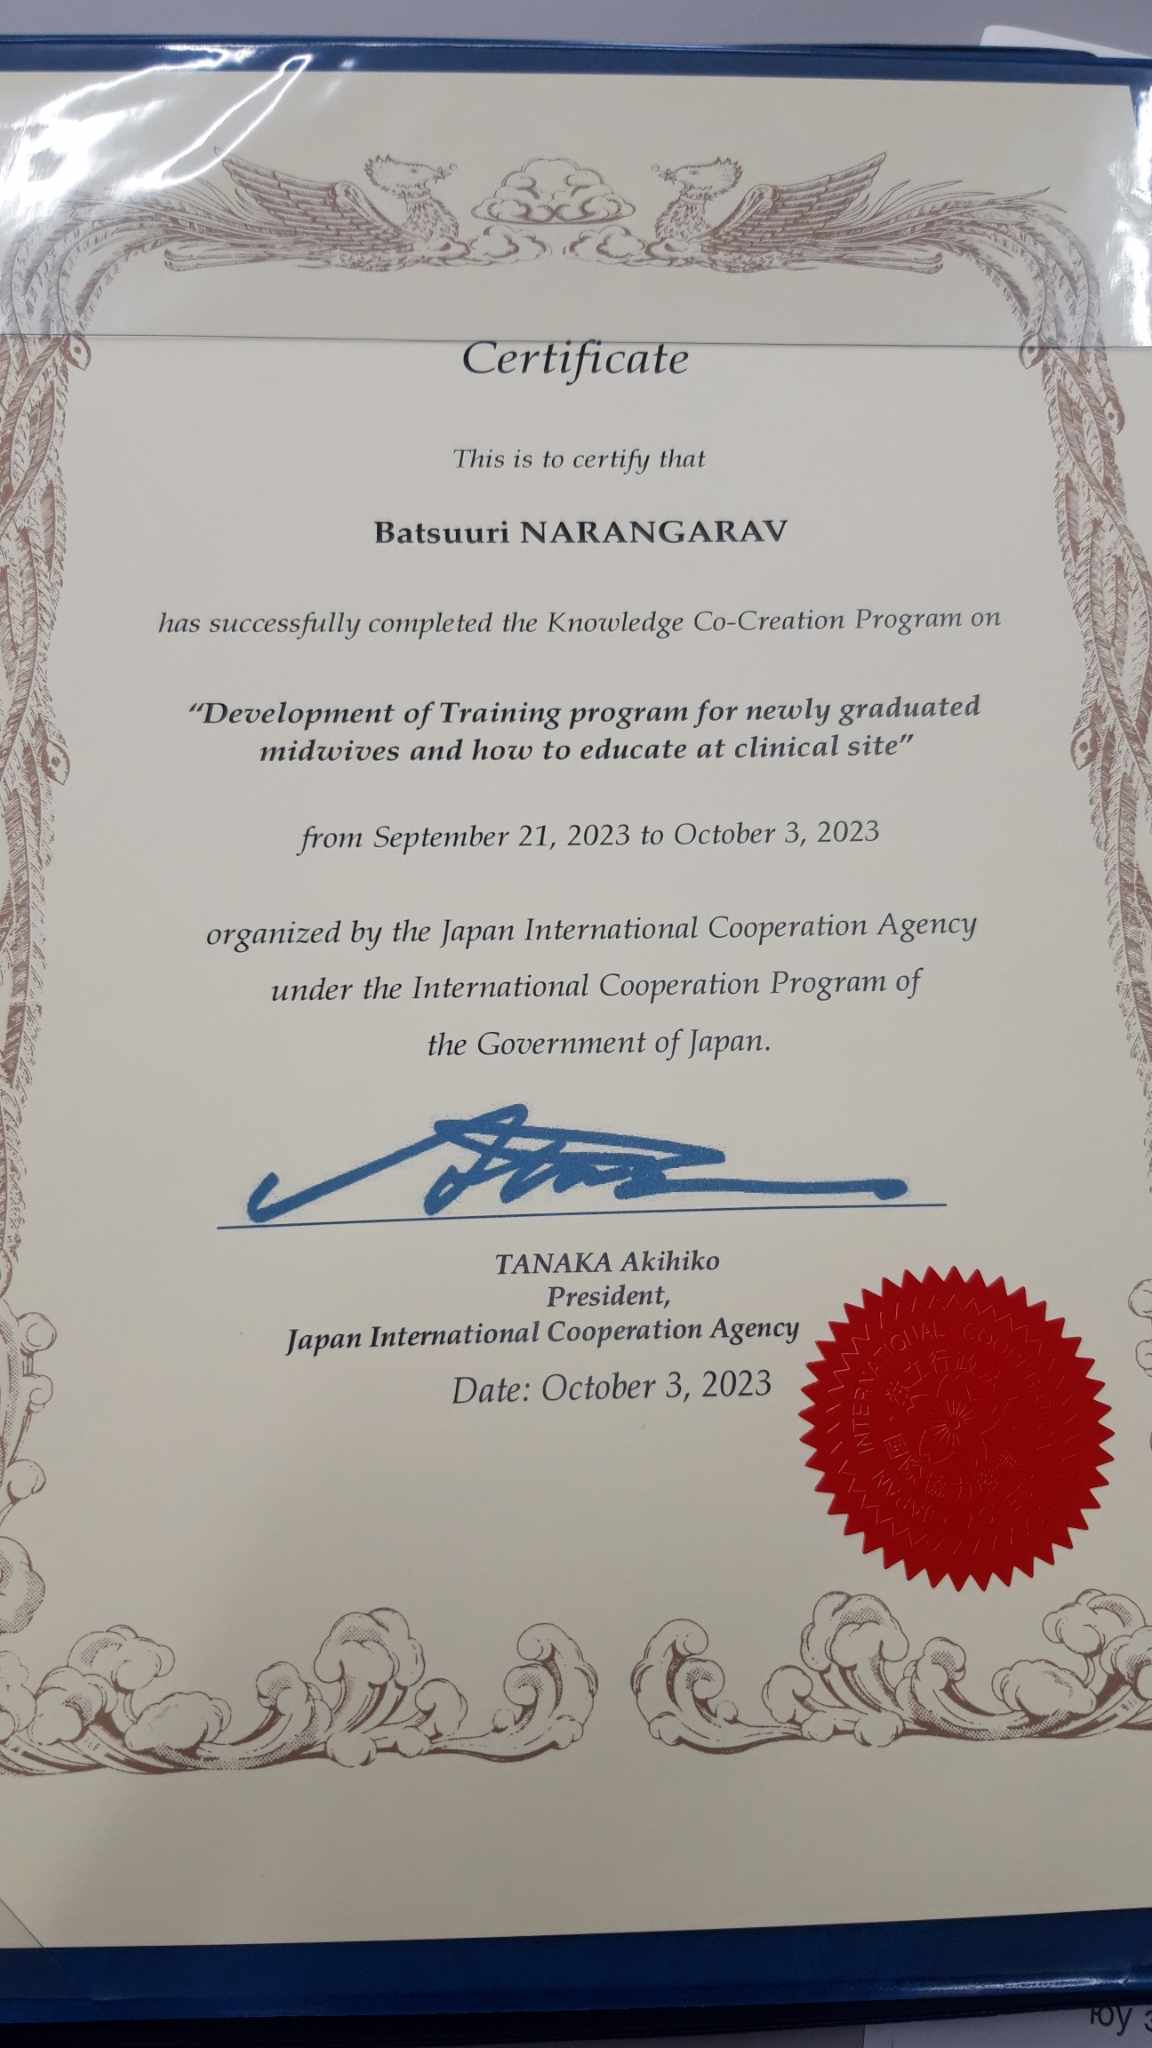 Certificate
This is to certify that
Batsuuri NARANGARAV
has successfully completed the Knowledge Co-Creation Program on
“Development of Training program for newly graduated
midwives and how to educate at clinical site”
from September 21, 2023 to October 3, 2023
organized by the Japan International Cooperation Agency
under the International Cooperation Program of
the Government of Japan.
TANAKA Akihiko
President,
Japan International Cooperation Agency
Date: October 3, 2023
INTERNATIONAL